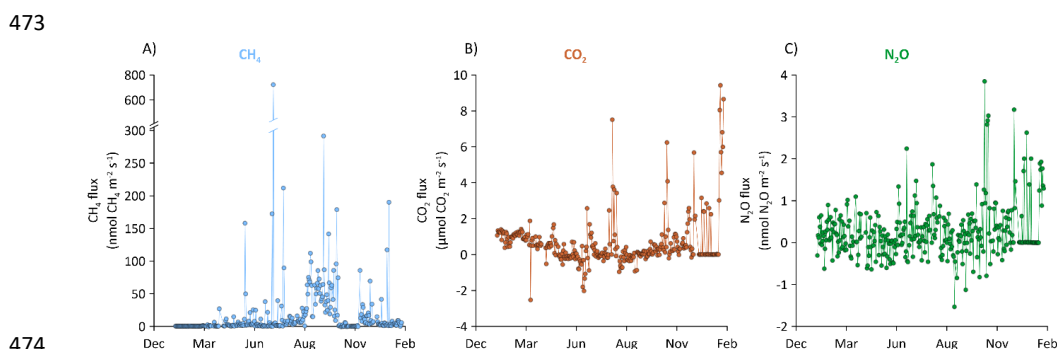 473
A) CH₄
B) CO₂
C) N₂O
CH₄ flux
(nmol CH₄ m⁻² s⁻¹)
800
600
300
250
200
150
100
50
0
Dec Mar Jun Aug Nov Feb
CO₂ flux
(µmol CO₂ m⁻² s⁻¹)
10
8
6
4
2
0
-2
-4
Dec Mar Jun Aug Nov Feb
N₂O flux
(nmol N₂O m⁻² s⁻¹)
4
3
2
1
0
-1
-2
Dec Mar Jun Aug Nov Feb
474